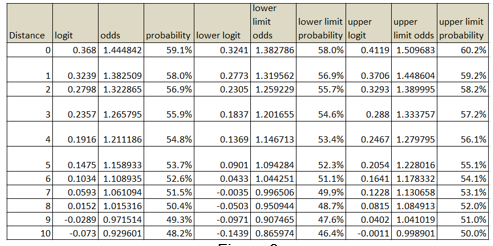 Distance logit odds probability lower logit lower limit odds lower limit probability upper logit upper limit odds upper limit probability
0 0.368 1.444842 59.1% 0.3241 1.382786 58.0% 0.4119 1.509683 60.2%
1 0.3239 1.382509 58.0% 0.2773 1.319562 56.9% 0.3706 1.448604 59.2%
2 0.2798 1.322865 56.9% 0.2305 1.259229 55.7% 0.3293 1.389995 58.2%
3 0.2357 1.265795 55.9% 0.1837 1.201655 54.6% 0.288 1.333757 57.2%
4 0.1916 1.211186 54.8% 0.1369 1.146713 53.4% 0.2467 1.279795 56.1%
5 0.1475 1.158933 53.7% 0.0901 1.094284 52.3% 0.2054 1.228016 55.1%
6 0.1034 1.108935 52.6% 0.0433 1.044251 51.1% 0.1641 1.178332 54.1%
7 0.0593 1.061094 51.5% -0.0035 0.996506 49.9% 0.1228 1.130658 53.1%
8 0.0152 1.015316 50.4% -0.0503 0.950944 48.7% 0.0815 1.084913 52.0%
9 -0.0289 0.971514 49.3% -0.0971 0.907465 47.6% 0.0402 1.041019 51.0%
10 -0.073 0.929601 48.2% -0.1439 0.865974 46.4% -0.0011 0.998901 50.0%